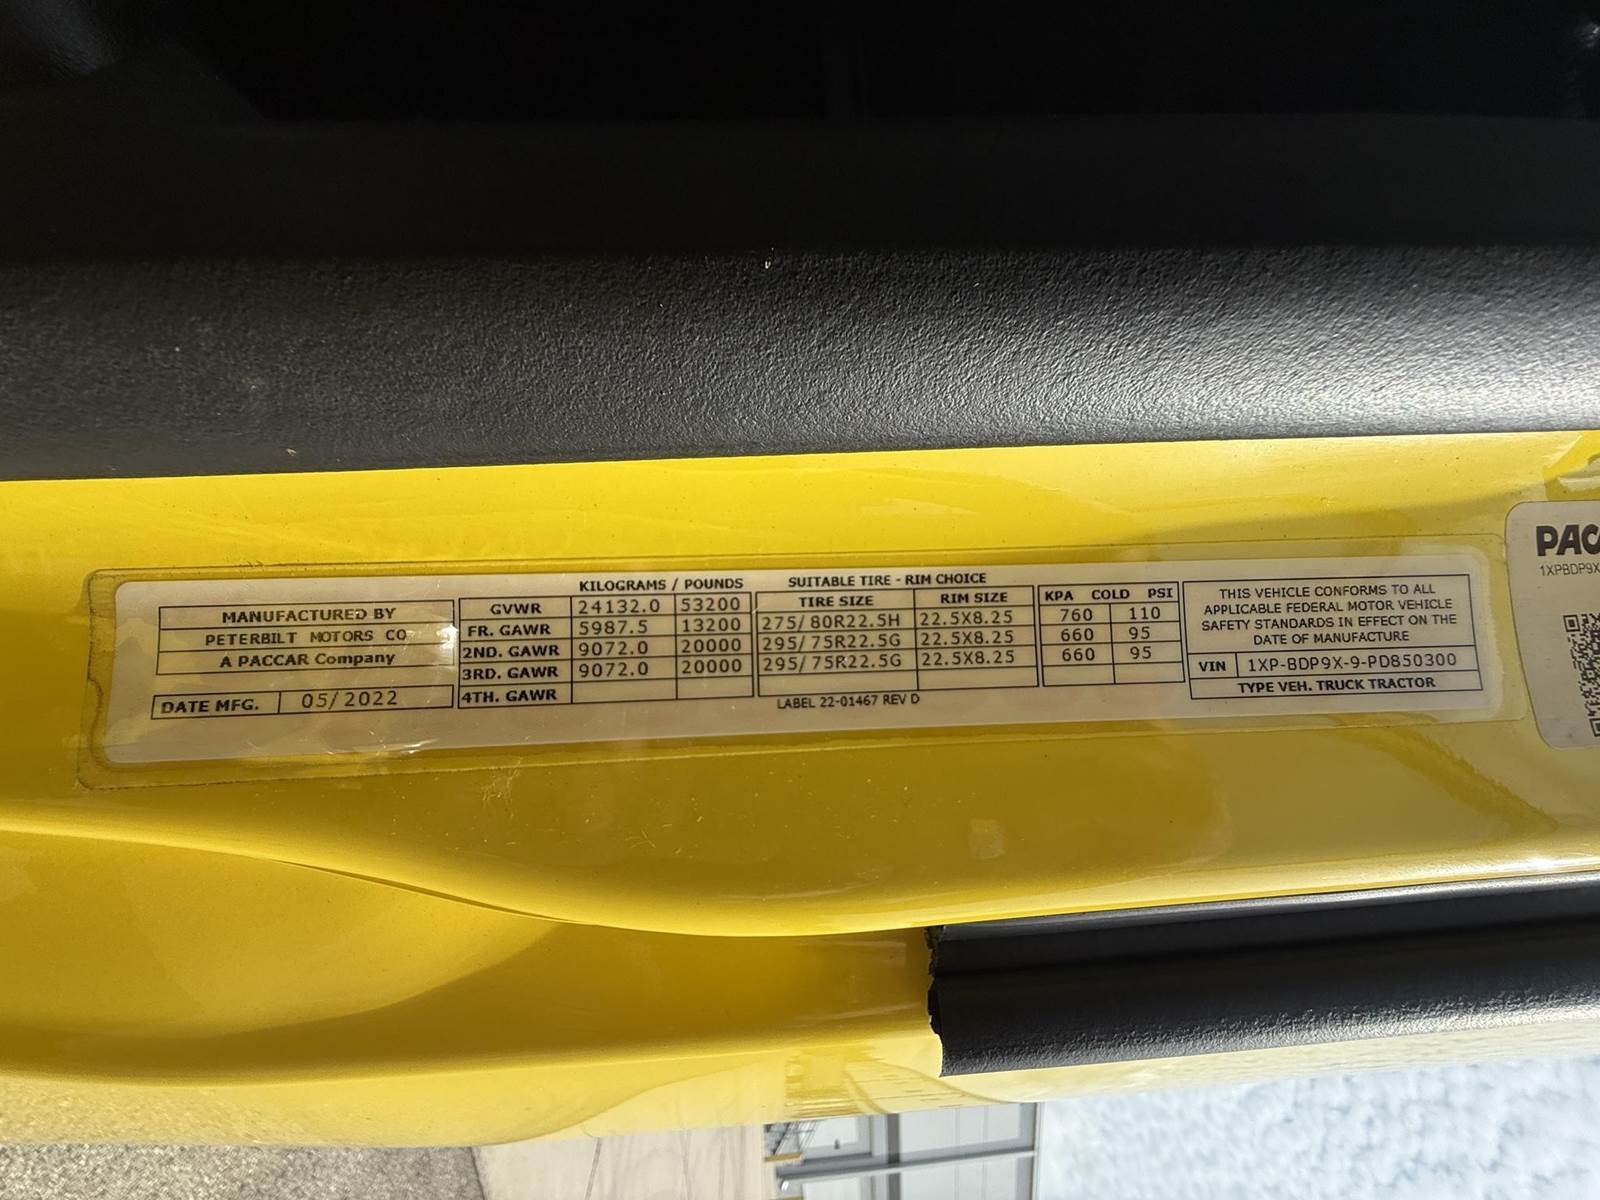 MANUFACTURED BY
PETERBILT MOTORS CO
A PACCAR Company
DATE MFG. 05/2022
KILOGRAMS / POUNDS
GVWR 24132.0 53200
FR. GAWR 5987.5 13200
2ND. GAWR 9072.0 20000
3RD. GAWR 9072.0 20000
4TH. GAWR
SUITABLE TIRE - RIM CHOICE
TIRE SIZE RIM SIZE
275/80R22.5H 22.5X8.25
295/75R22.5G 22.5X8.25
295/75R22.5G 22.5X8.25
LABEL 22-01467 REV D
KPA COLD PSI
760 110
660 95
660 95
THIS VEHICLE CONFORMS TO ALL
APPLICABLE FEDERAL MOTOR VEHICLE
SAFETY STANDARDS IN EFFECT ON THE
DATE OF MANUFACTURE
VIN 1XP-BDP9X-9-PD850300
TYPE VEH. TRUCK TRACTOR
PAC
1XPBDP9X